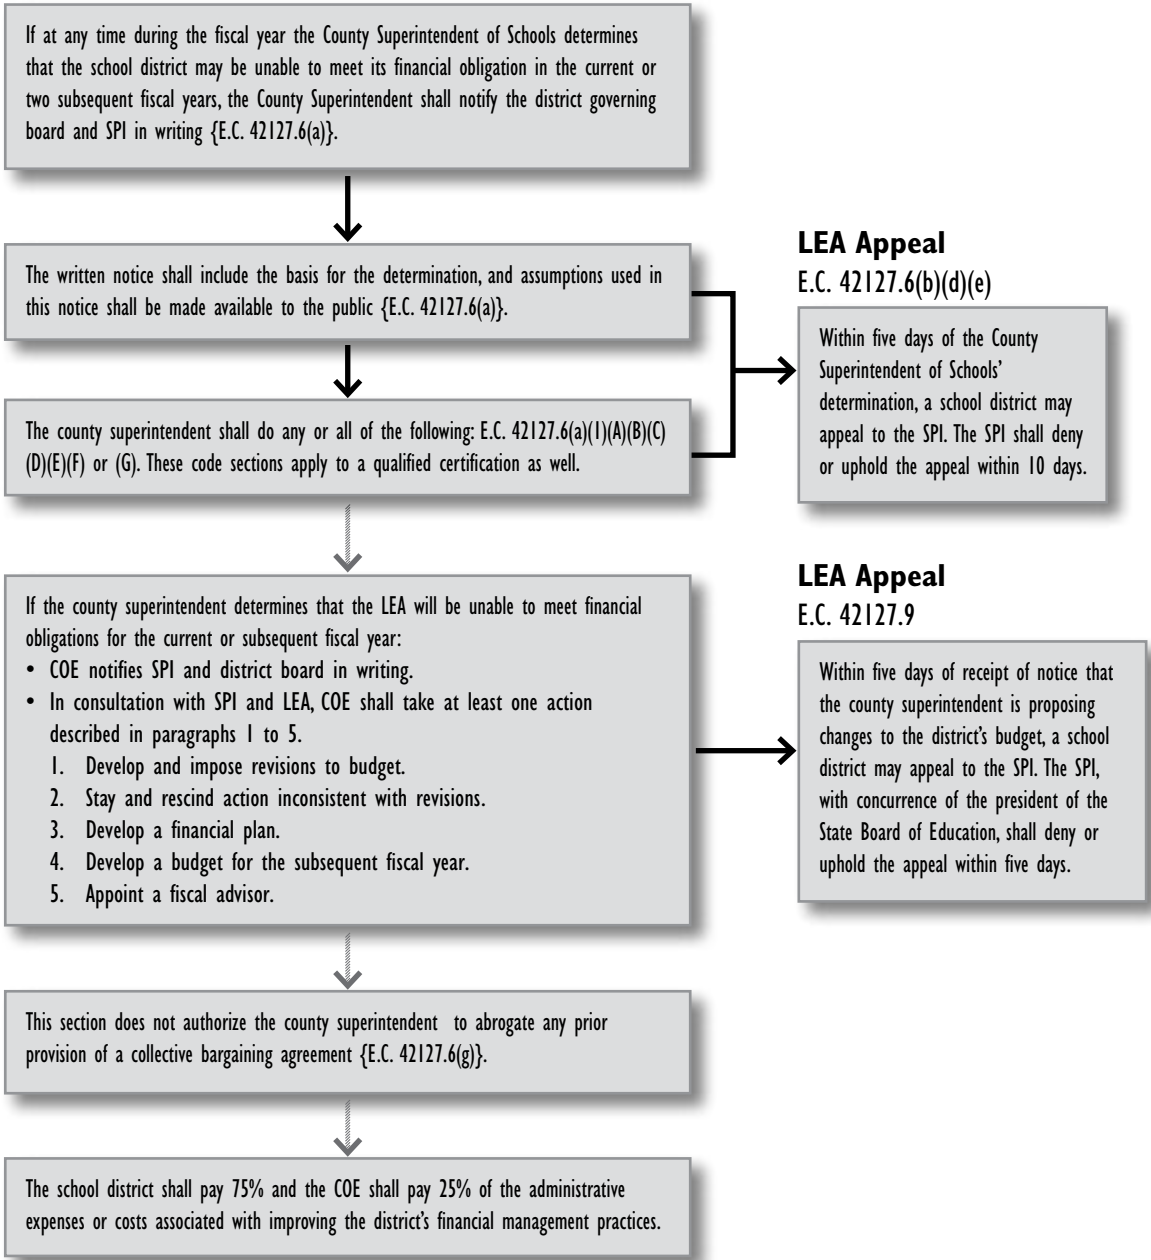 If at any time during the fiscal year the County Superintendent of Schools determines
that the school district may be unable to meet its financial obligation in the current or
two subsequent fiscal years, the County Superintendent shall notify the district governing
board and SPI in writing {E.C. 42127.6(a)}.
The written notice shall include the basis for the determination, and assumptions used in
this notice shall be made available to the public {E.C. 42127.6(a)}.
The county superintendent shall do any or all of the following: E.C. 42127.6(a)(1)(A)(B)(C)
(D)(E)(F) or (G). These code sections apply to a qualified certification as well.
LEA Appeal
E.C. 42127.6(b)(d)(e)
Within five days of the County
Superintendent of Schools'
determination, a school district may
appeal to the SPI. The SPI shall deny
or uphold the appeal within 10 days.
If the county superintendent determines that the LEA will be unable to meet financial
obligations for the current or subsequent fiscal year:
• COE notifies SPI and district board in writing.
• In consultation with SPI and LEA, COE shall take at least one action
described in paragraphs 1 to 5.
1. Develop and impose revisions to budget.
2. Stay and rescind action inconsistent with revisions.
3. Develop a financial plan.
4. Develop a budget for the subsequent fiscal year.
5. Appoint a fiscal advisor.
LEA Appeal
E.C. 42127.9
Within five days of receipt of notice that
the county superintendent is proposing
changes to the district's budget, a school
district may appeal to the SPI. The SPI,
with concurrence of the president of the
State Board of Education, shall deny or
uphold the appeal within five days.
This section does not authorize the county superintendent to abrogate any prior
provision of a collective bargaining agreement {E.C. 42127.6(g)}.
The school district shall pay 75% and the COE shall pay 25% of the administrative
expenses or costs associated with improving the district's financial management practices.